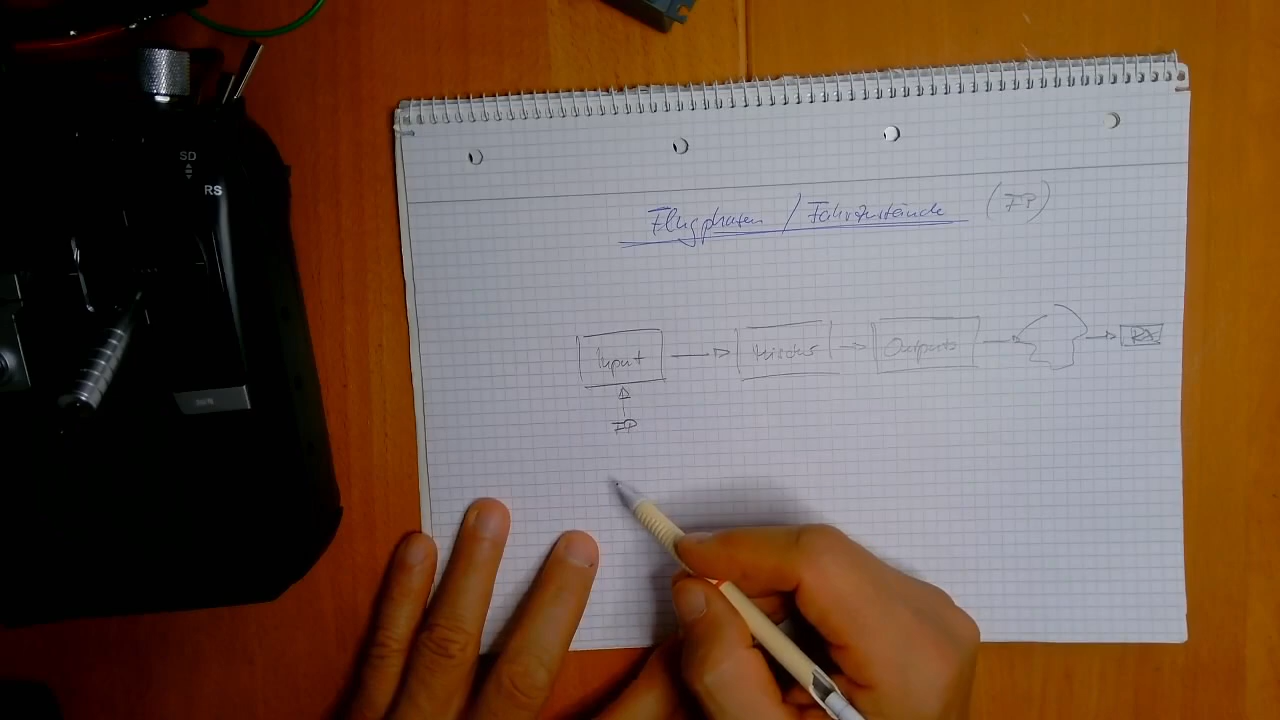 SD
RS
Flugphasen / Fahrzustände (FP)
Input Mischer Outputs RX
FP